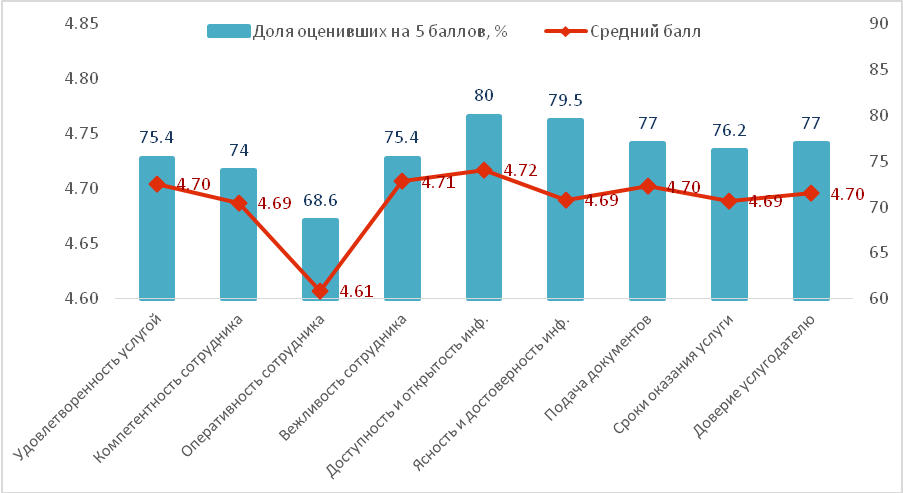 Доля оценивших на 5 баллов, %
Средний балл
4.85
4.80
4.75
4.70
4.65
4.60
90
85
80
75
70
65
60
75.4
74
68.6
75.4
80
79.5
77
76.2
77
4.70
4.69
4.61
4.71
4.72
4.69
4.70
4.69
4.70
Удовлетворенность услугой
Компетентность сотрудника
Оперативность сотрудника
Вежливость сотрудника
Доступность и открытость инф.
Ясность и достоверность инф.
Подача документов
Сроки оказания услуги
Доверие услугодателю